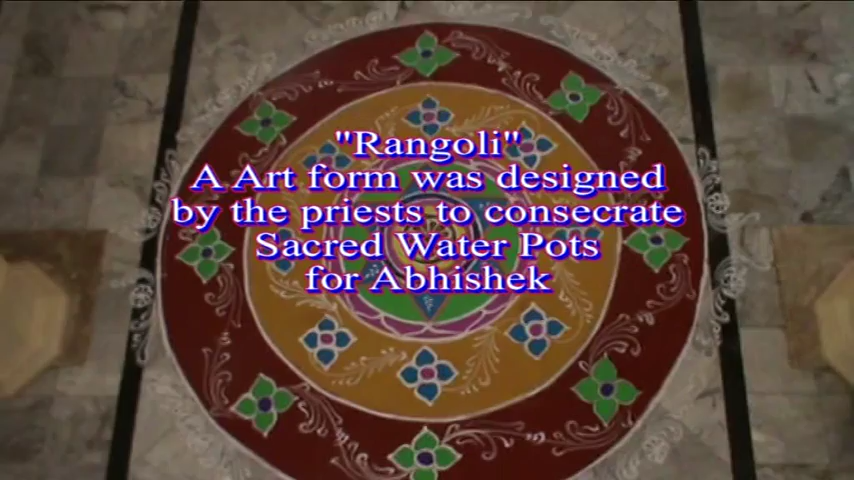 "Rangoli"
A Art form was designed
by the priests to consecrate
Sacred Water Pots
for Abhishek